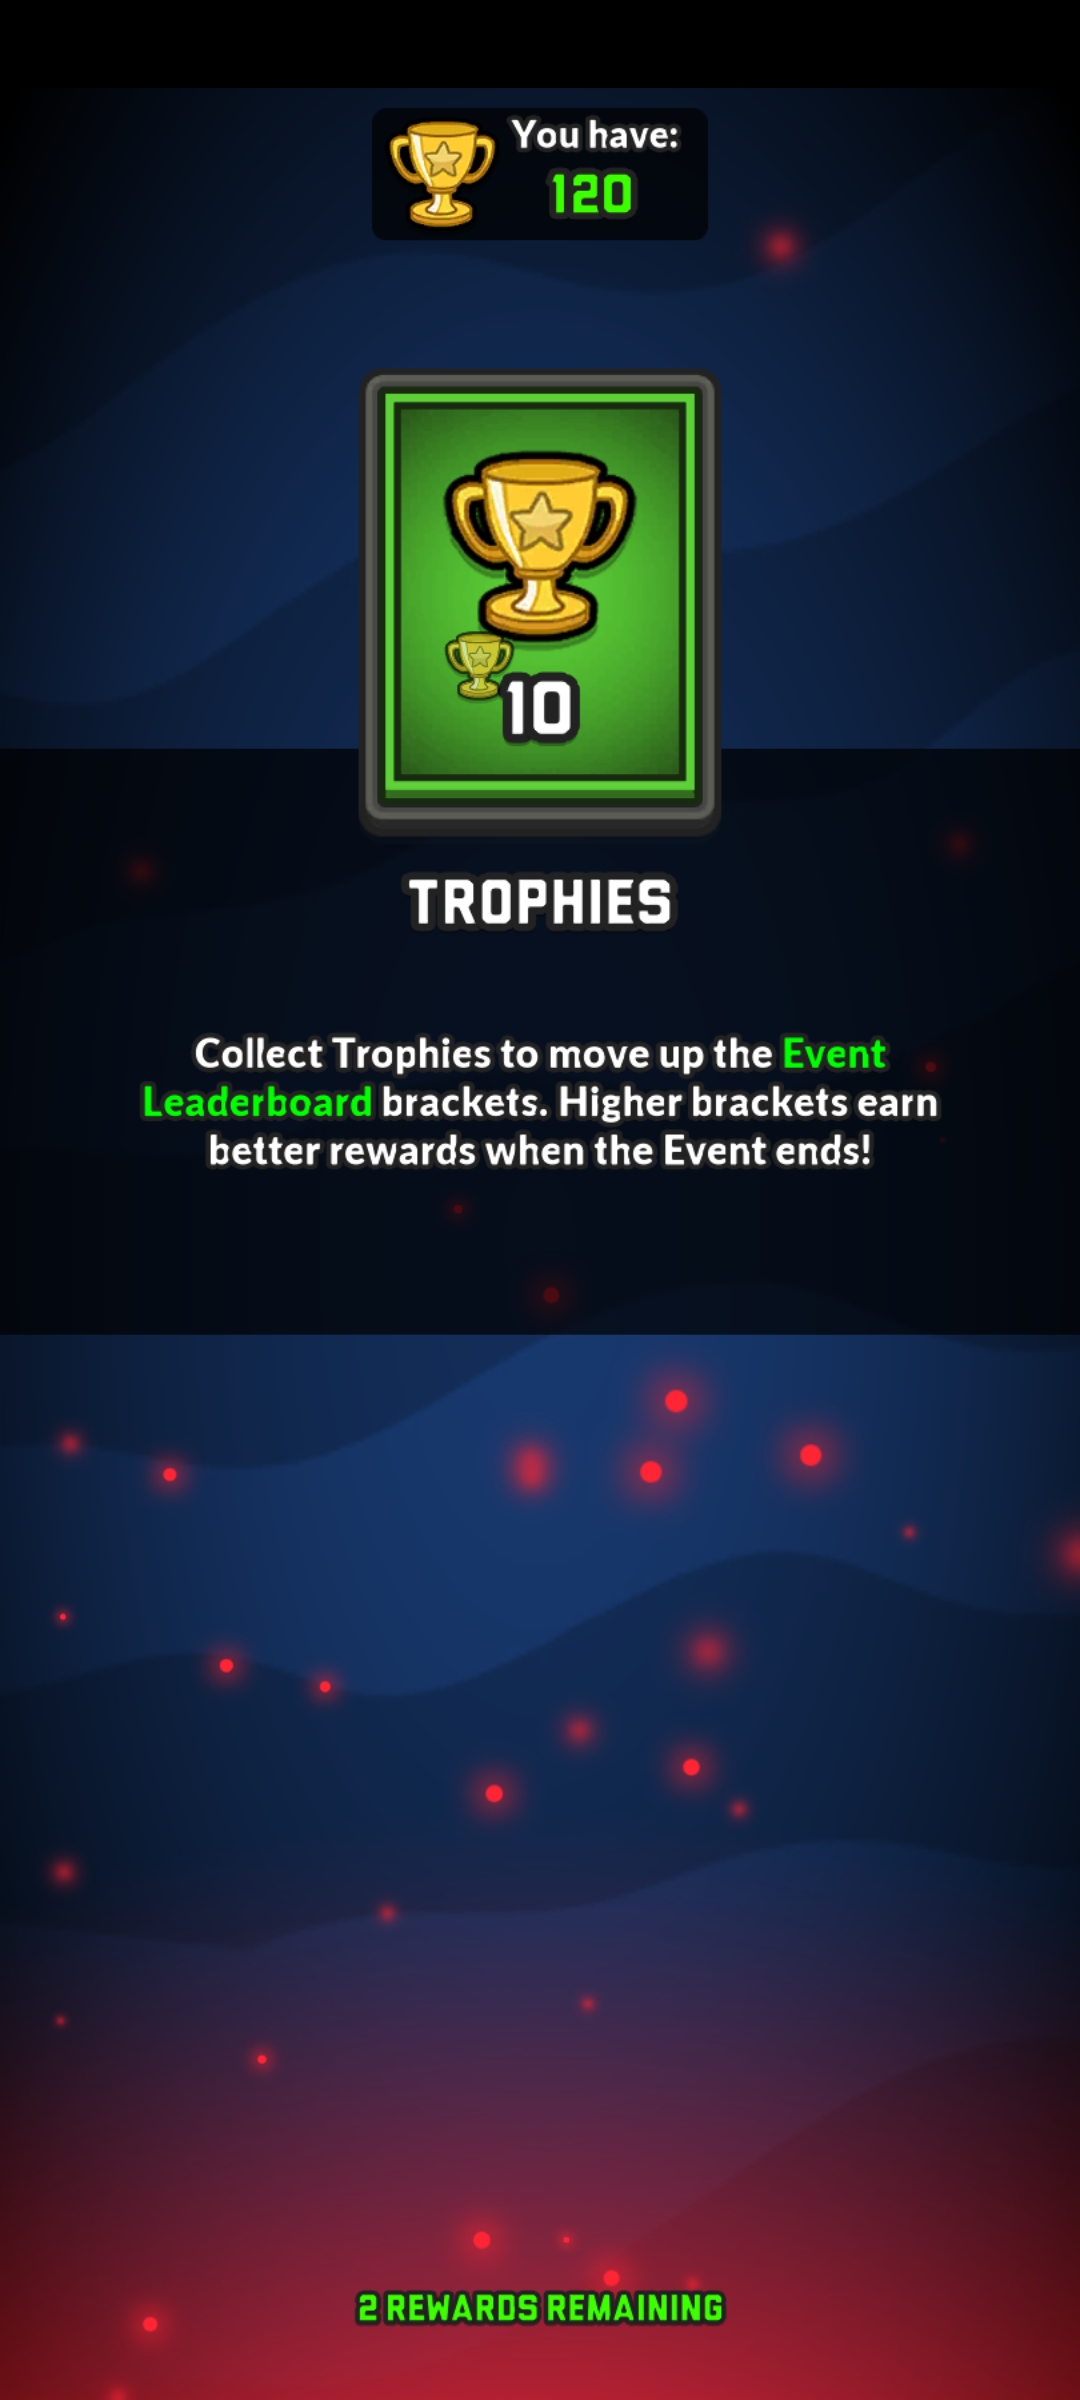 You have:
120
10
TROPHIES
Collect Trophies to move up the Event
Leaderboard brackets. Higher brackets earn
better rewards when the Event ends!
2 REWARDS REMAINING